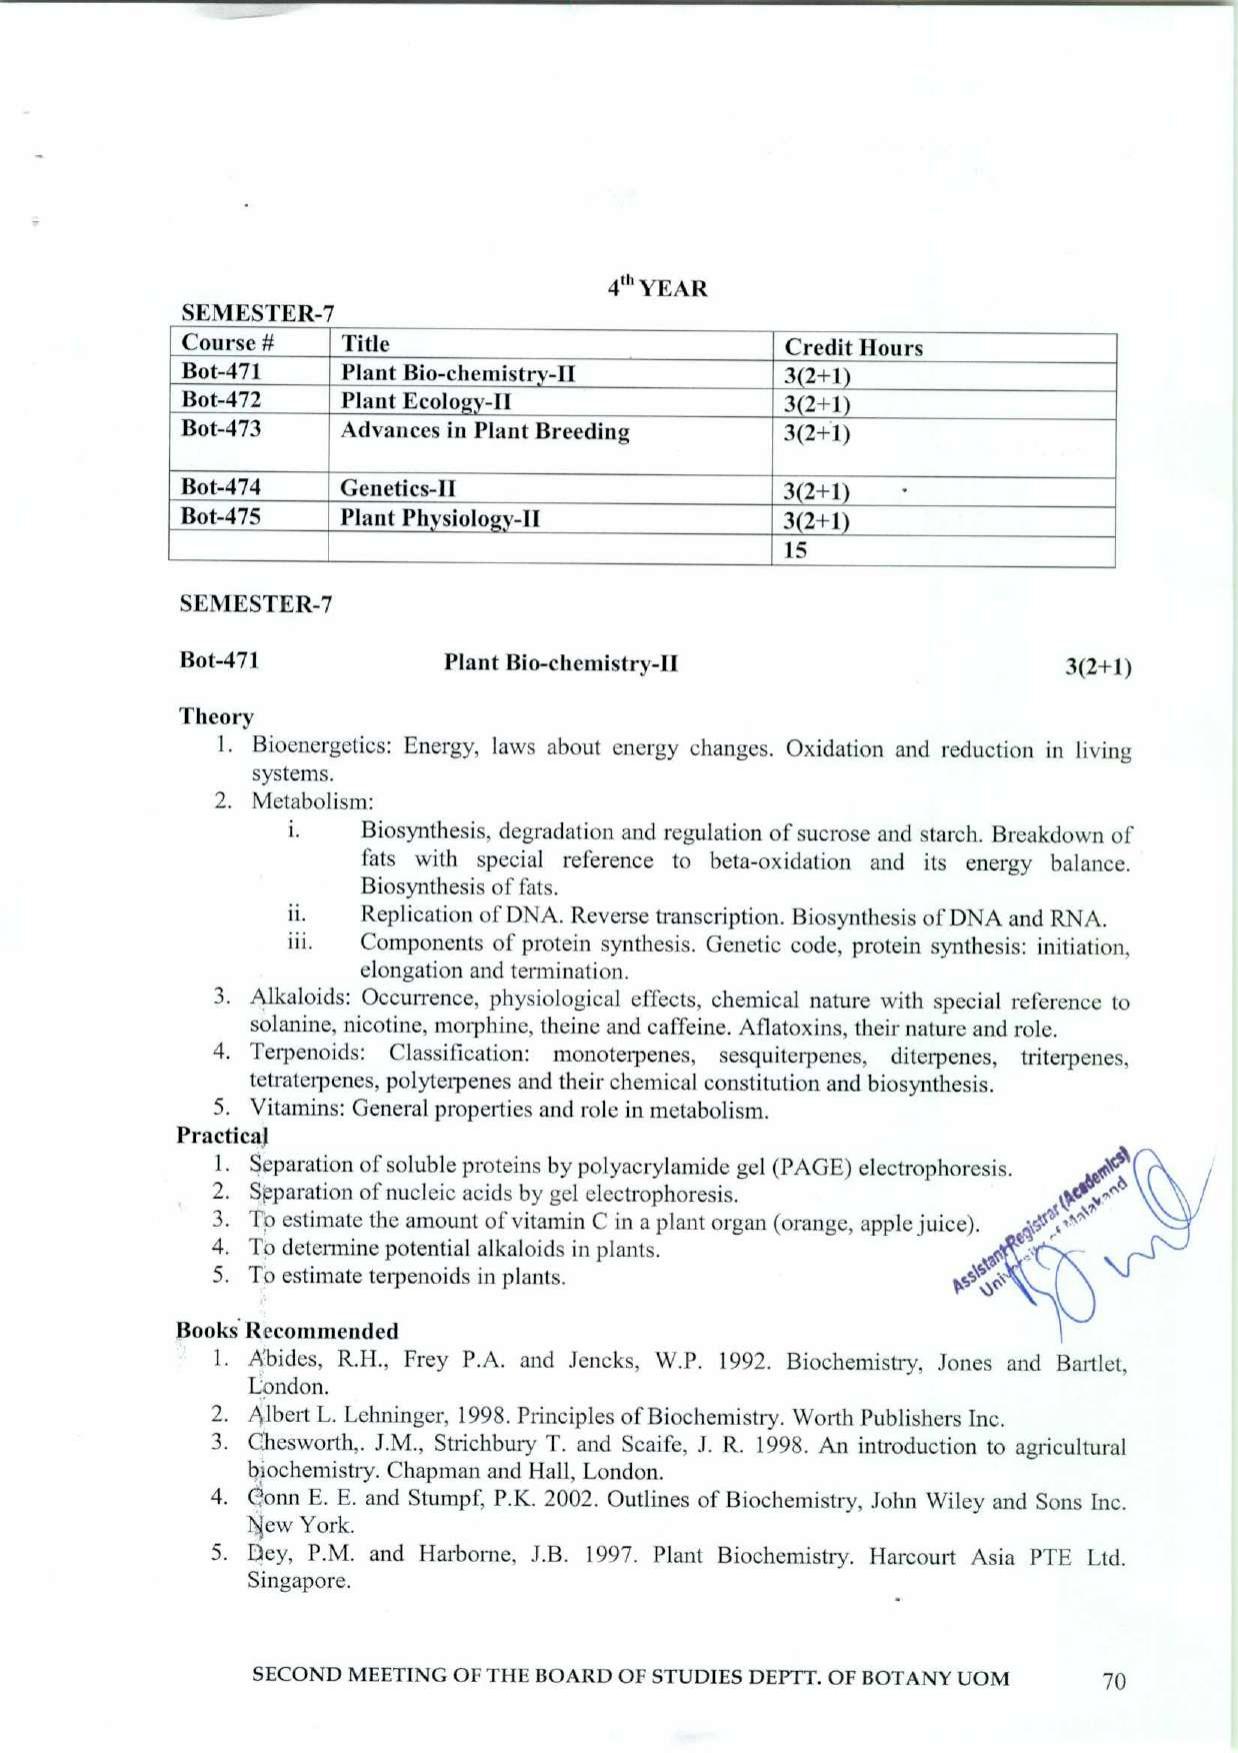 4th YEAR
SEMESTER-7
Course # Title Credit Hours
Bot-471 Plant Bio-chemistry-II 3(2+1)
Bot-472 Plant Ecology-II 3(2+1)
Bot-473 Advances in Plant Breeding 3(2+1)
Bot-474 Genetics-II 3(2+1)
Bot-475 Plant Physiology-II 3(2+1)
15
SEMESTER-7
Bot-471 Plant Bio-chemistry-II 3(2+1)
Theory
1. Bioenergetics: Energy, laws about energy changes. Oxidation and reduction in living
systems.
2. Metabolism:
i. Biosynthesis, degradation and regulation of sucrose and starch. Breakdown of
fats with special reference to beta-oxidation and its energy balance.
Biosynthesis of fats.
ii. Replication of DNA. Reverse transcription. Biosynthesis of DNA and RNA.
iii. Components of protein synthesis. Genetic code, protein synthesis: initiation,
elongation and termination.
3. Alkaloids: Occurrence, physiological effects, chemical nature with special reference to
solanine, nicotine, morphine, theine and caffeine. Aflatoxins, their nature and role.
4. Terpenoids: Classification: monoterpenes, sesquiterpenes, diterpenes, triterpenes,
tetraterpenes, polyterpenes and their chemical constitution and biosynthesis.
5. Vitamins: General properties and role in metabolism.
Practical
1. Separation of soluble proteins by polyacrylamide gel (PAGE) electrophoresis.
2. Separation of nucleic acids by gel electrophoresis.
3. To estimate the amount of vitamin C in a plant organ (orange, apple juice).
4. To determine potential alkaloids in plants.
5. To estimate terpenoids in plants.
Assistant Registrar (Academics)
University of Malakand
Books Recommended
1. Abides, R.H., Frey P.A. and Jencks, W.P. 1992. Biochemistry, Jones and Bartlet,
London.
2. Albert L. Lehninger, 1998. Principles of Biochemistry. Worth Publishers Inc.
3. Chesworth,. J.M., Strichbury T. and Scaife, J. R. 1998. An introduction to agricultural
biochemistry. Chapman and Hall, London.
4. Conn E. E. and Stumpf, P.K. 2002. Outlines of Biochemistry, John Wiley and Sons Inc.
New York.
5. Dey, P.M. and Harborne, J.B. 1997. Plant Biochemistry. Harcourt Asia PTE Ltd.
Singapore.
SECOND MEETING OF THE BOARD OF STUDIES DEPTT. OF BOTANY UOM 70